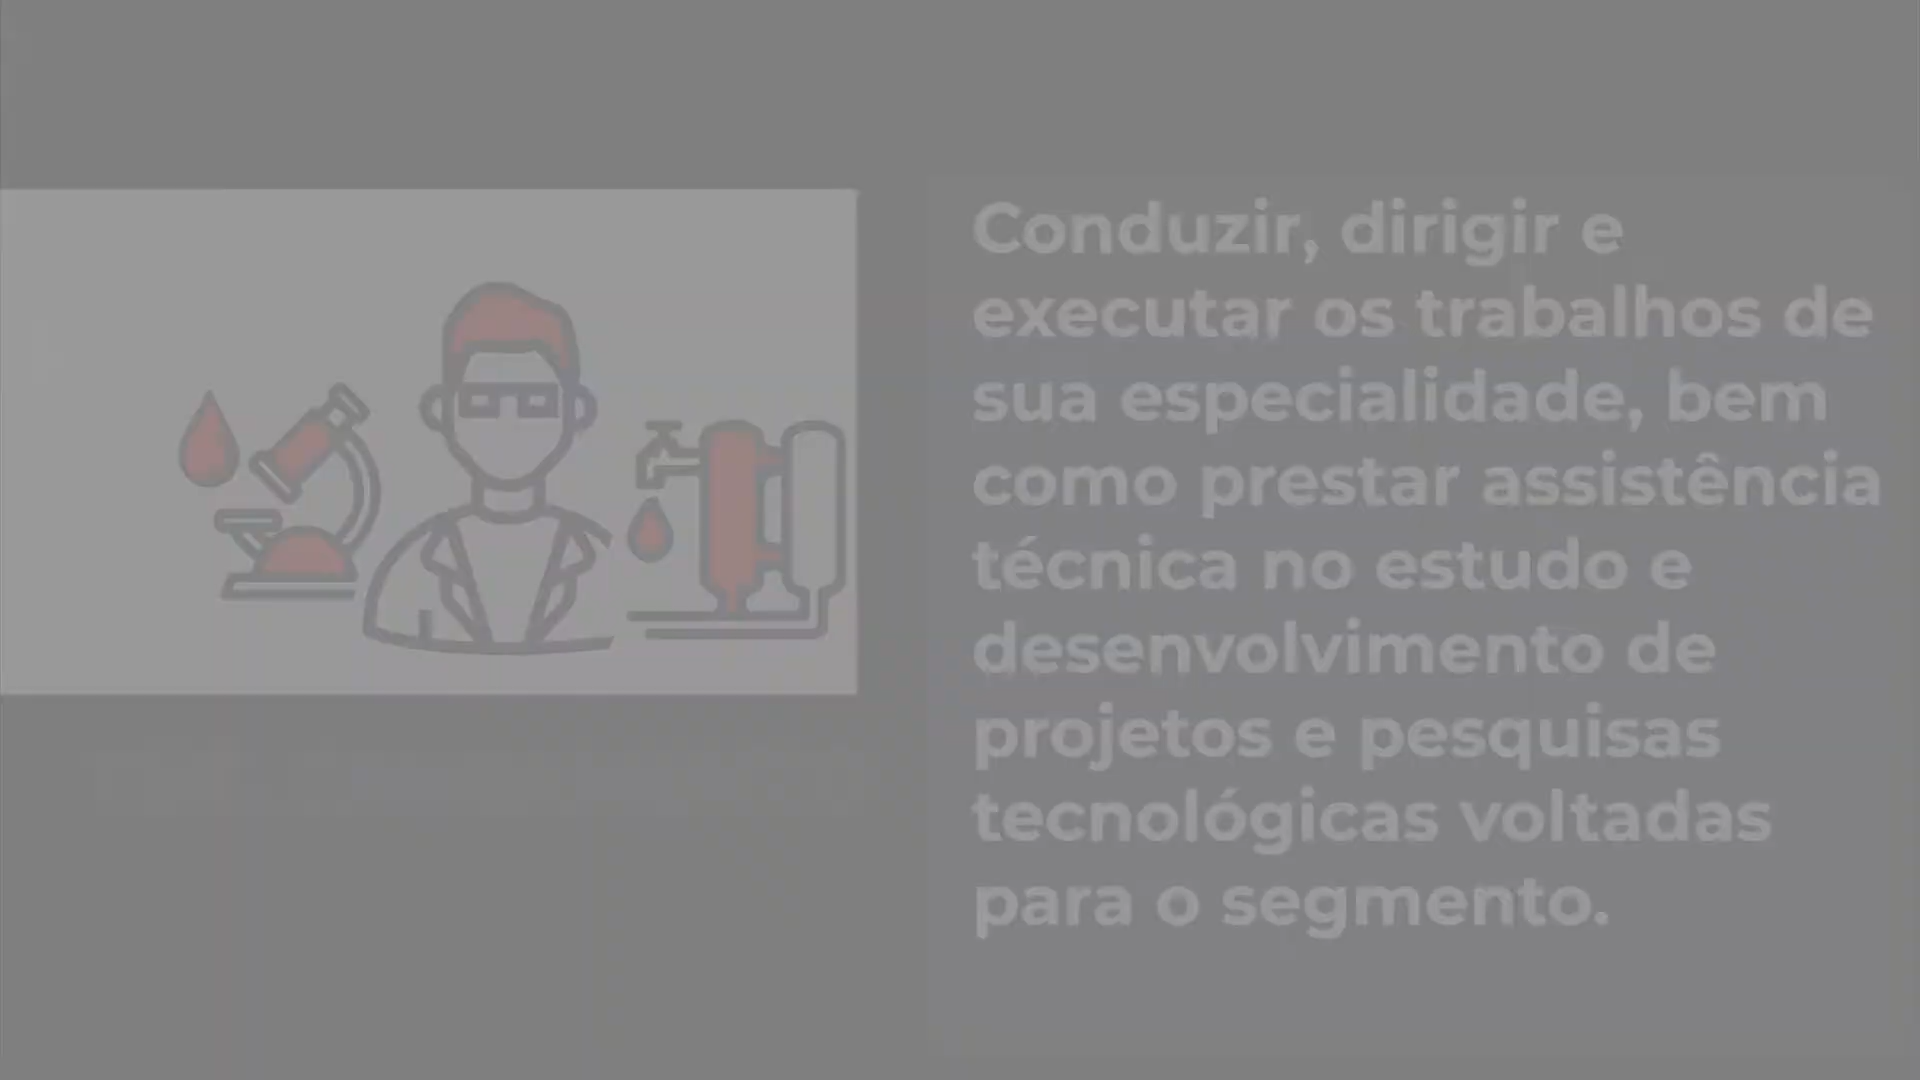 Conduzir, dirigir e
executar os trabalhos de
sua especialidade, bem
como prestar assistência
técnica no estudo e
desenvolvimento de
projetos e pesquisas
tecnológicas voltadas
para o segmento.